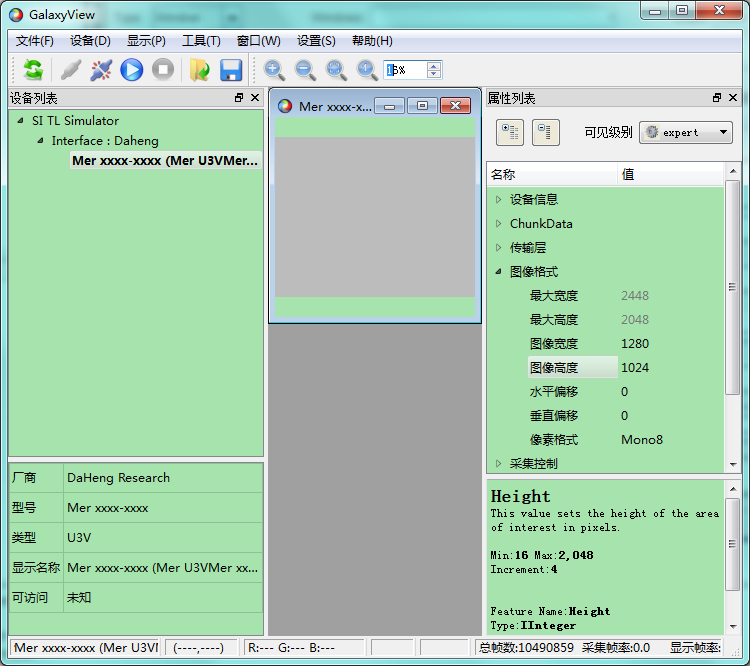 GalaxyView
文件(F) 设备(D) 显示(P) 工具(T) 窗口(W) 设置(S) 帮助(H)
设备列表
SI TL Simulator
Interface : Daheng
Mer xxxx-xxxx (Mer U3VMer...
厂商 DaHeng Research
型号 Mer xxxx-xxxx
类型 U3V
显示名称 Mer xxxx-xxxx (Mer U3VMer xx...
可访问 未知
Mer xxxx-x...
属性列表
可见级别 expert
名称 值
设备信息
ChunkData
传输层
图像格式
最大宽度 2448
最大高度 2048
图像宽度 1280
图像高度 1024
水平偏移 0
垂直偏移 0
像素格式 Mono8
采集控制
Height
This value sets the height of the area
of interest in pixels.
Min:16 Max:2,048
Increment:4
Feature Name:Height
Type:IInteger
Mer xxxx-xxxx (Mer U3VM (----,----) R:--- G:--- B:--- 总帧数:10490859 采集帧率:0.0 显示帧率: